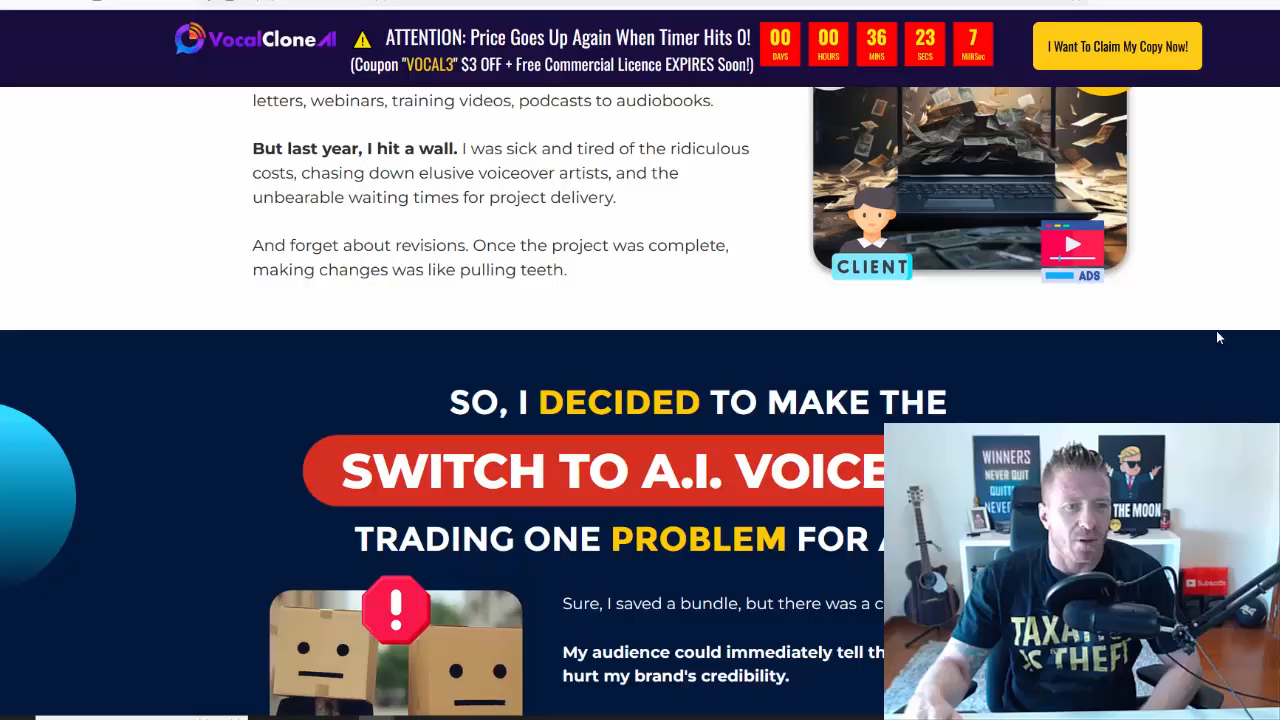 VocalCloneAI
ATTENTION: Price Goes Up Again When Timer Hits 0!
(Coupon "VOCAL3" $3 OFF + Free Commercial Licence EXPIRES Soon!)
00 00 36 23 7
DAYS HOURS MINS SECS MilliSec
I Want To Claim My Copy Now!
letters, webinars, training videos, podcasts to audiobooks.
But last year, I hit a wall. I was sick and tired of the ridiculous
costs, chasing down elusive voiceover artists, and the
unbearable waiting times for project delivery.
And forget about revisions. Once the project was complete,
making changes was like pulling teeth.
CLIENT
ADS
SO, I DECIDED TO MAKE THE
SWITCH TO A.I. VOICE
TRADING ONE PROBLEM FOR A
Sure, I saved a bundle, but there was a c
My audience could immediately tell th
hurt my brand's credibility.
WINNERS
NEVER QUIT
THE MOON
Subscribe
IS THEFT